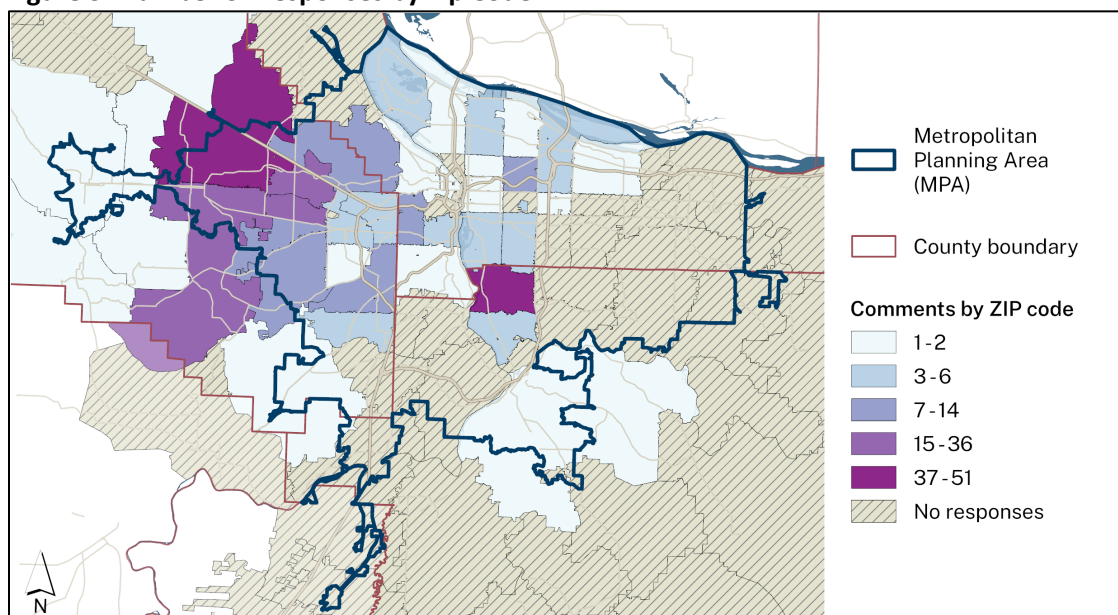 Metropolitan
Planning Area
(MPA)
County boundary
Comments by ZIP code
1 - 2
3 - 6
7 - 14
15 - 36
37 - 51
No responses
N